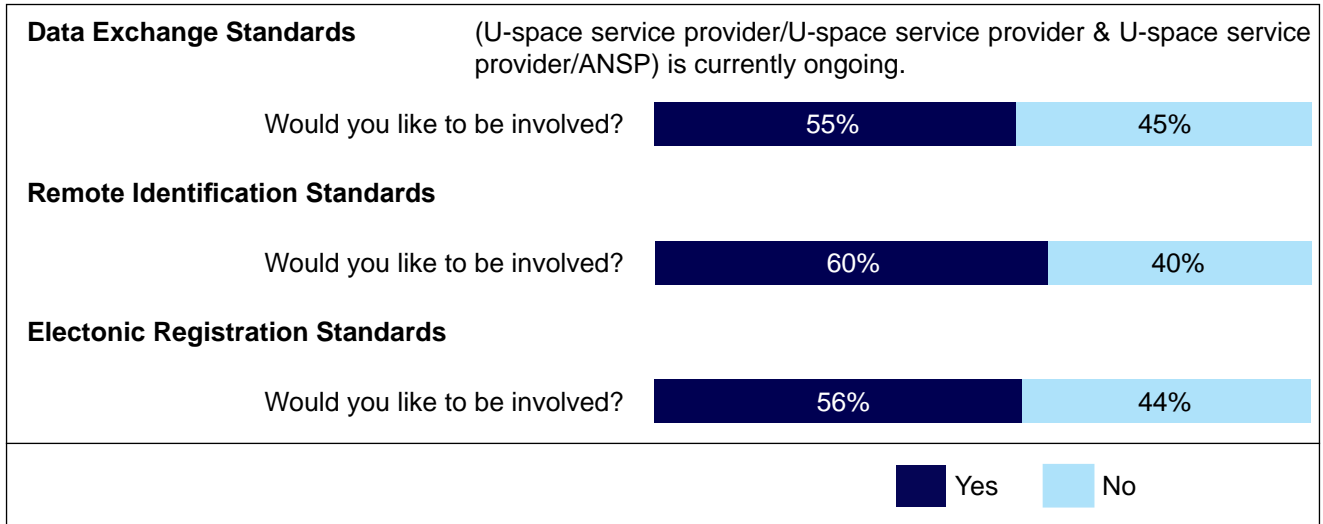 Data Exchange Standards (U-space service provider/U-space service provider & U-space service
provider/ANSP) is currently ongoing.
Would you like to be involved? 55% 45%
Remote Identification Standards
Would you like to be involved? 60% 40%
Electonic Registration Standards
Would you like to be involved? 56% 44%
Yes No